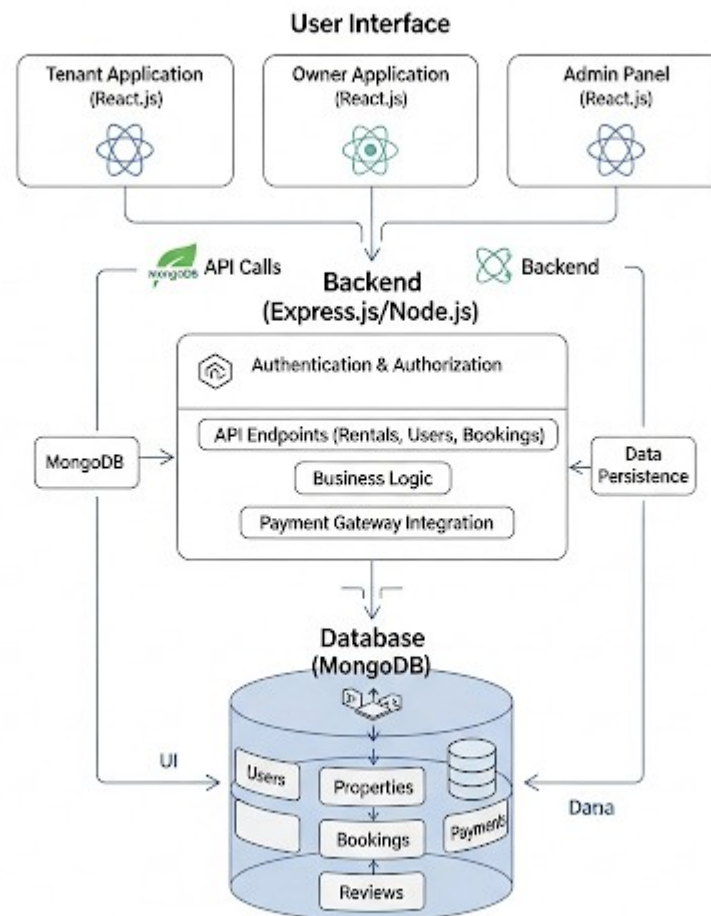 User Interface
Tenant Application
(React.js)
Owner Application
(React.js)
Admin Panel
(React.js)
MongoDB
API Calls
Backend
Backend
(Express.js/Node.js)
Authentication & Authorization
API Endpoints (Rentals, Users, Bookings)
MongoDB
Business Logic
Data
Persistence
Payment Gateway Integration
Database
(MongoDB)
UI
Users
Properties
Dana
Bookings
Payments
Reviews